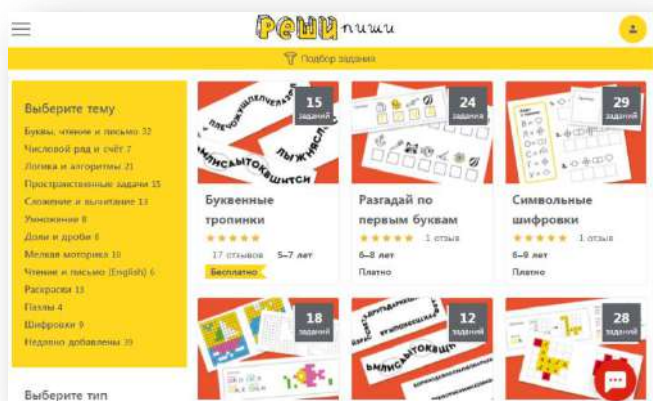 РЕШИ пиши
Подбор задания
Выберите тему
Буквы, чтение и письмо 32
Числовой ряд и счёт 7
Логика и алгоритмы 21
Пространственные задачи 15
Сложение и вычитание 13
Умножение 8
Доли и дроби 6
Мелкая моторика 10
Чтение и письмо (English) 6
Раскраски 13
Пазлы 4
Шифровки 9
Недавно добавлены 39
Выберите тип
15
заданий
Буквенные
тропинки
17 отзывов 5–7 лет
Бесплатно
24
задания
Разгадай по
первым буквам
1 отзыв
6–8 лет
Платно
29
заданий
Символьные
шифровки
1 отзыв
6–9 лет
Платно
18
заданий
12
заданий
28
заданий